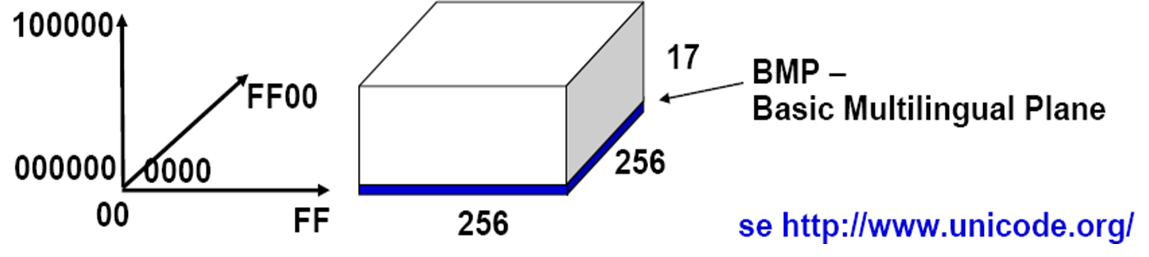 100000
FF00
000000
0000
00
FF
17
256
256
BMP –
Basic Multilingual Plane
se http://www.unicode.org/